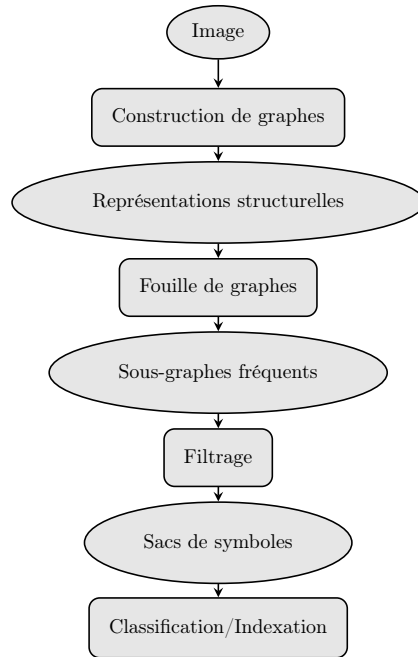 Image
Construction de graphes
Représentations structurelles
Fouille de graphes
Sous-graphes fréquents
Filtrage
Sacs de symboles
Classification/Indexation